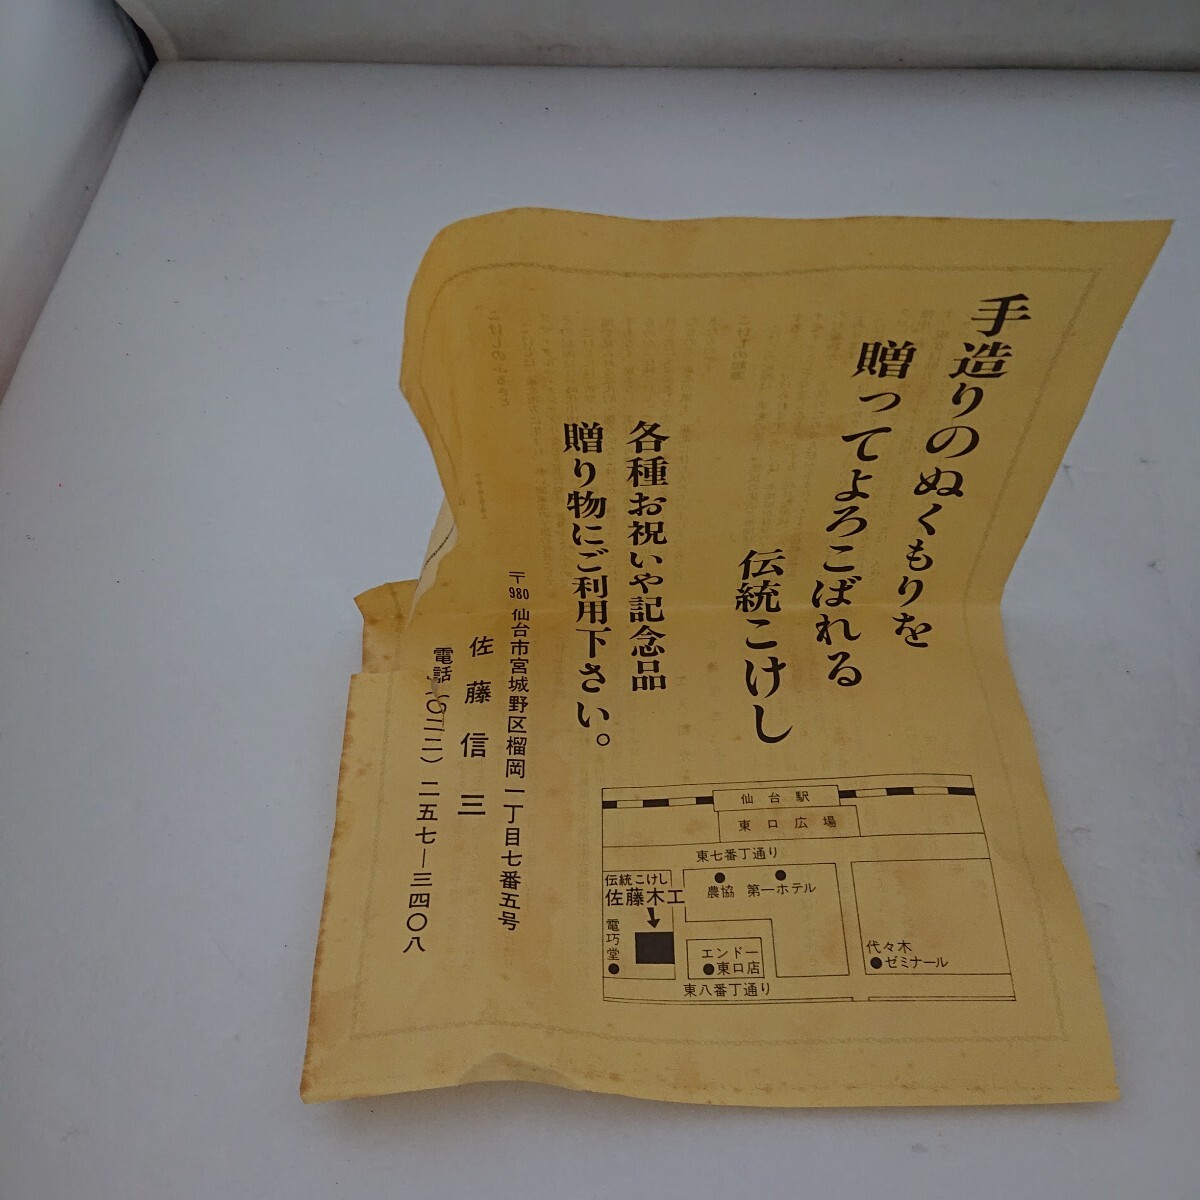 手造りのぬくもりを
贈ってよろこばれる
伝統こけし
各種お祝いや記念品
贈り物にご利用下さい。
〒980 仙台市宮城野区榴岡一丁目七番五号
佐藤信三
電話(〇二二)二五七―三四〇八
仙台駅
東口広場
東七番丁通り
伝統こけし
佐藤木工
農協
第一ホテル
電巧堂
エンドー
東口店
代々木
ゼミナール
東八番丁通り